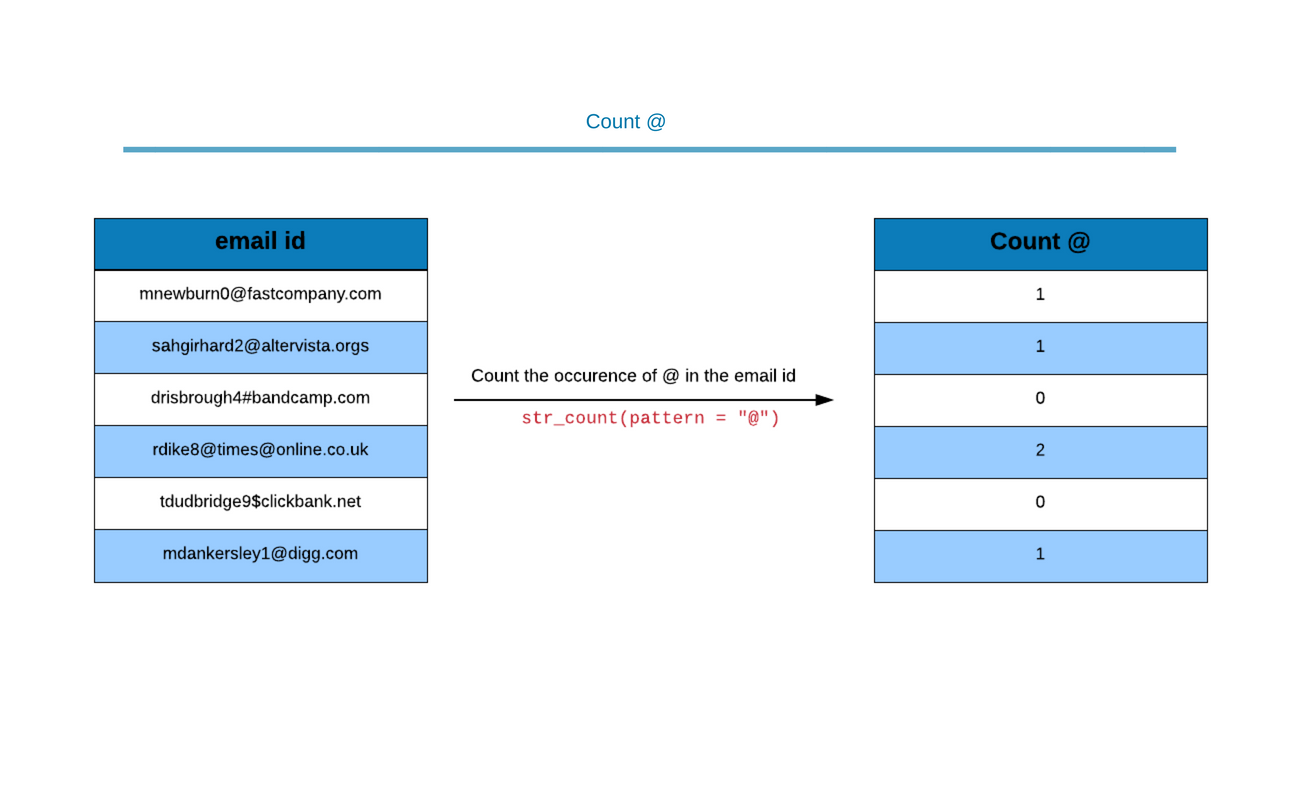 Count @
email id
mnewburn0@fastcompany.com
sahgirhard2@altervista.orgs
drisbrough4#bandcamp.com
rdike8@times@online.co.uk
tdudbridge9$clickbank.net
mdankersley1@digg.com
Count the occurence of @ in the email id
str_count(pattern = "@")
Count @
1
1
0
2
0
1